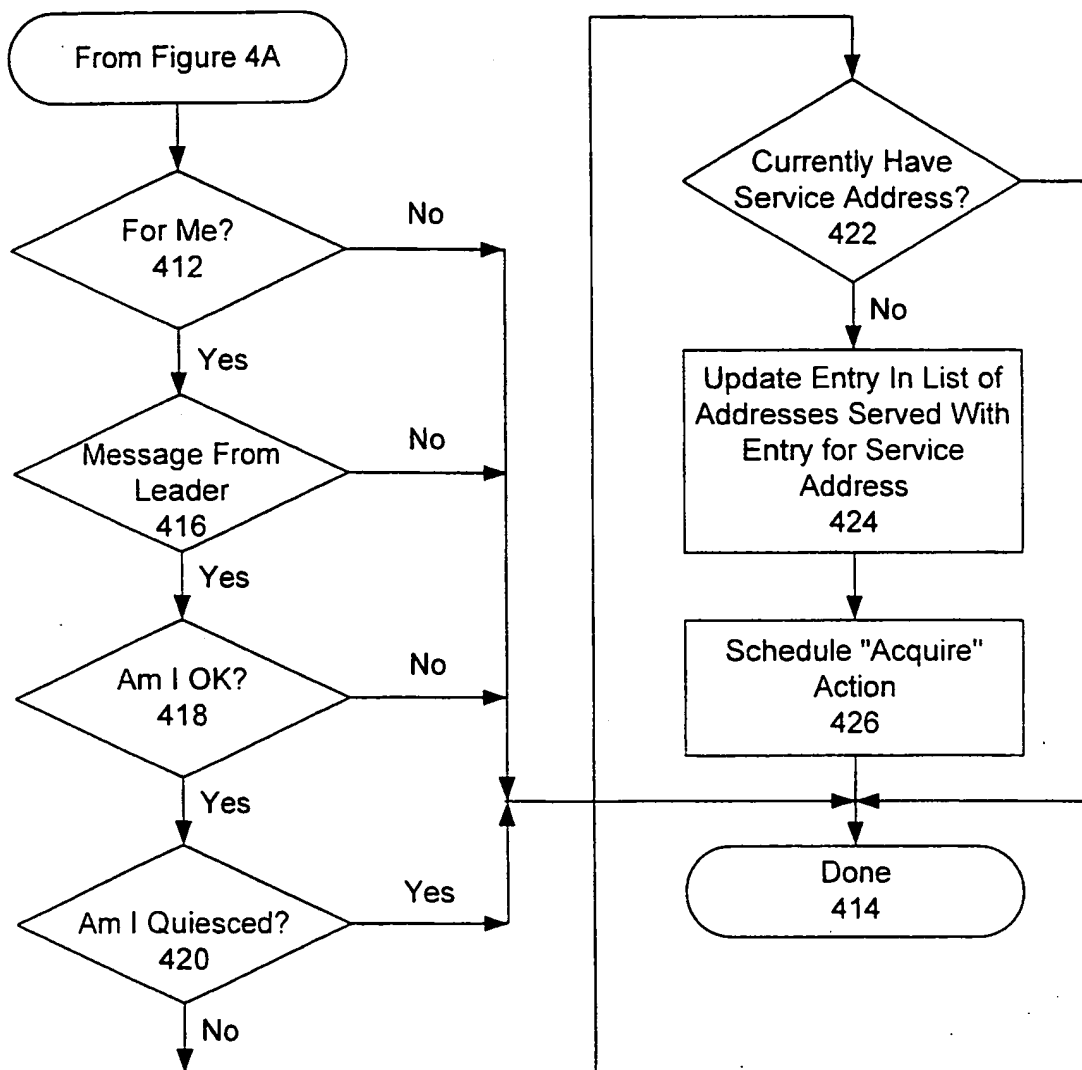 From Figure 4A
For Me?
412
No
Yes
Message From
Leader
416
No
Yes
Am I OK?
418
No
Yes
Am I Quiesced?
420
Yes
No
Currently Have
Service Address?
422
No
Update Entry In List of
Addresses Served With
Entry for Service
Address
424
Schedule "Acquire"
Action
426
Done
414